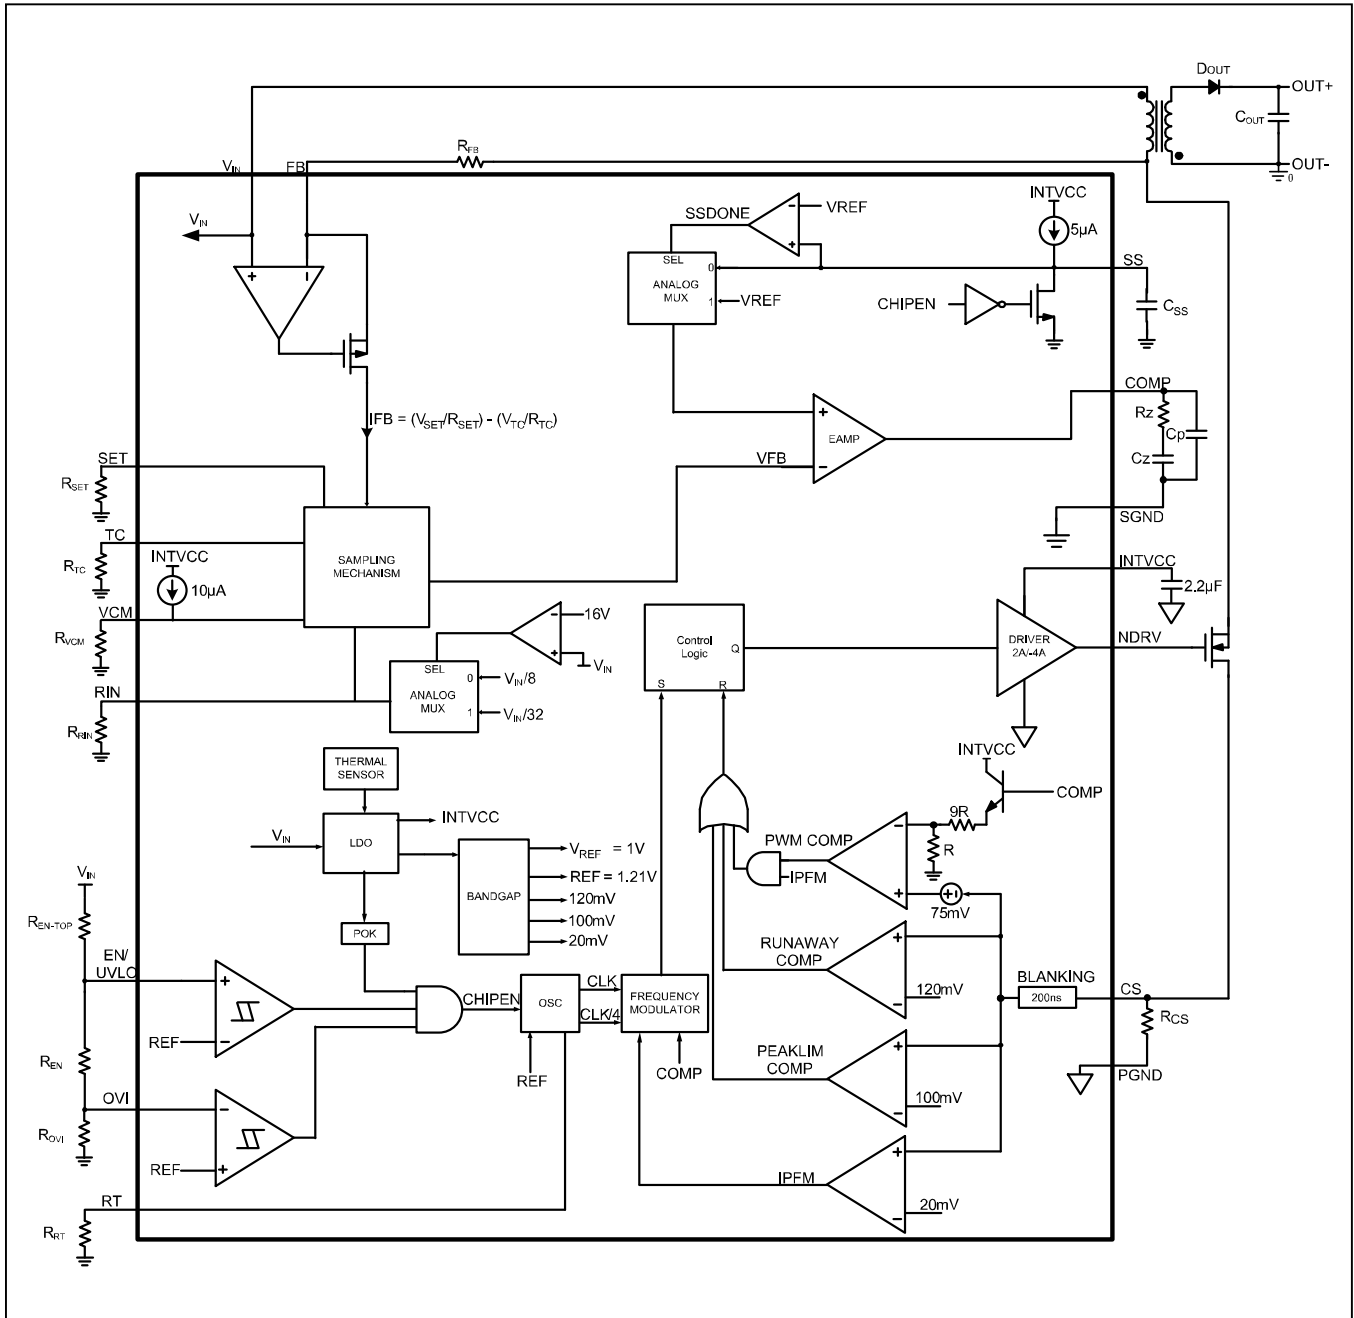 DOUT
OUT+
COUT
OUT-
0
RFB
VIN
FB
VIN
+
–
SSDONE
–
+
VREF
INTVCC
5µA
SS
CSS
SEL
ANALOG MUX
0
1
VREF
CHIPEN
IFB = (VSET/RSET) - (VTC/RTC)
COMP
Rz
Cp
Cz
SGND
+
–
EAMP
VFB
SET
RSET
TC
RTC
INTVCC
10µA
VCM
RVCM
RIN
RRIN
SAMPLING
MECHANISM
–
+
16V
VIN
SEL
ANALOG
MUX
0
1
VIN/8
VIN/32
Control
Logic
Q
S
R
DRIVER
2A/-4A
INTVCC
2.2µF
NDRV
THERMAL
SENSOR
VIN
LDO
INTVCC
BANDGAP
VREF = 1V
REF = 1.21V
120mV
100mV
20mV
POK
INTVCC
COMP
9R
R
PWM COMP
–
+
IPFM
75mV
+
–
RUNAWAY
COMP
+
–
120mV
BLANKING
200ns
CS
RCS
PGND
PEAKLIM
COMP
+
–
100mV
IPFM
+
–
20mV
VIN
REN-TOP
EN/
UVLO
+
–
REF
REN
OVI
ROVI
–
+
REF
RT
RRT
CHIPEN
OSC
REF
CLK
CLK/4
FREQUENCY
MODULATOR
COMP